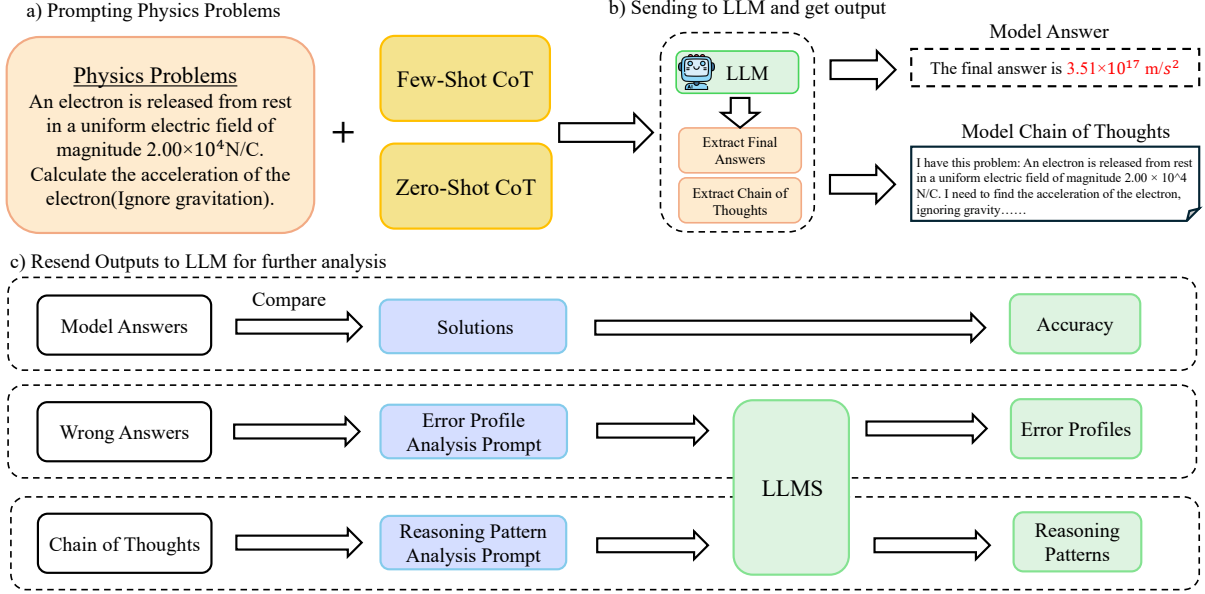 a) Prompting Physics Problems
Physics Problems
An electron is released from rest
in a uniform electric field of
magnitude 2.00×10⁴N/C.
Calculate the acceleration of the
electron(Ignore gravitation).
+
Few-Shot CoT
Zero-Shot CoT
b) Sending to LLM and get output
LLM
Extract Final
Answers
Extract Chain of
Thoughts
Model Answer
The final answer is 3.51×10¹⁷ m/s²
Model Chain of Thoughts
I have this problem: An electron is released from rest
in a uniform electric field of magnitude 2.00 × 10^4
N/C. I need to find the acceleration of the electron,
ignoring gravity……
c) Resend Outputs to LLM for further analysis
Model Answers
Compare
Solutions
Accuracy
Wrong Answers
Error Profile
Analysis Prompt
LLMS
Error Profiles
Chain of Thoughts
Reasoning Pattern
Analysis Prompt
Reasoning
Patterns